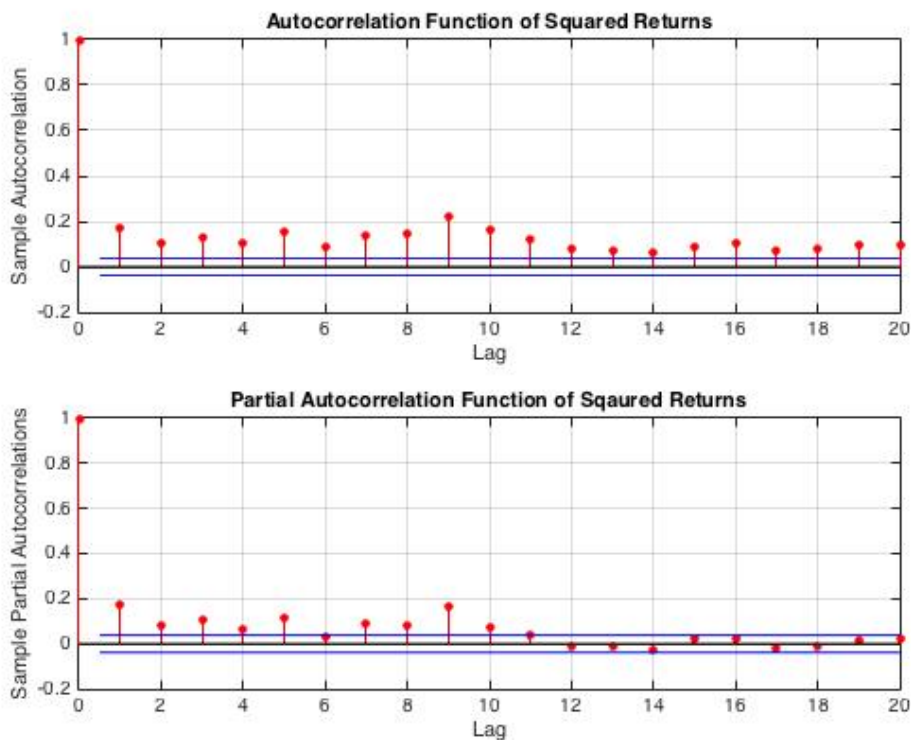 Autocorrelation Function of Squared Returns
Sample Autocorrelation
1
0.8
0.6
0.4
0.2
0
-0.2
0 2 4 6 8 10 12 14 16 18 20
Lag
Partial Autocorrelation Function of Sqaured Returns
Sample Partial Autocorrelations
1
0.8
0.6
0.4
0.2
0
-0.2
0 2 4 6 8 10 12 14 16 18 20
Lag